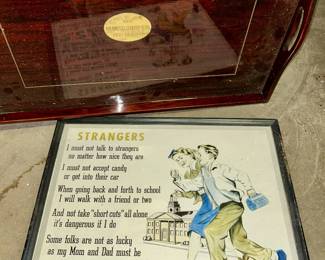 STRANGERS
I must not talk to strangers
no matter how nice they are
I must not accept candy
or get into their car
When going back and forth to school
I will walk with a friend or two
And not take "short cuts" all alone
it's dangerous if I do
Some folks are not as lucky
as my Mom and Dad must be